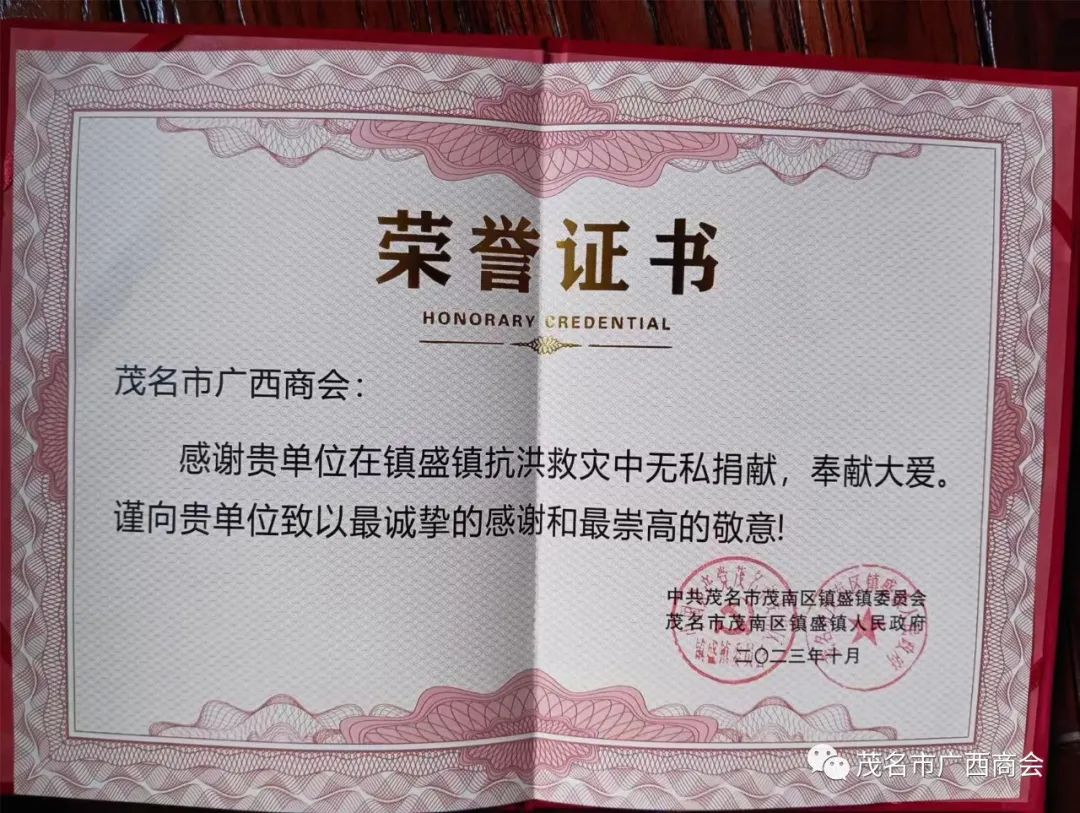 荣誉证书
HONORARY CREDENTIAL
茂名市广西商会：
感谢贵单位在镇盛镇抗洪救灾中无私捐献，奉献大爱。
谨向贵单位致以最诚挚的感谢和最崇高的敬意!
中共茂名市茂南区镇盛镇委员会
茂名市茂南区镇盛镇人民政府
二〇二三年十月
茂名市广西商会